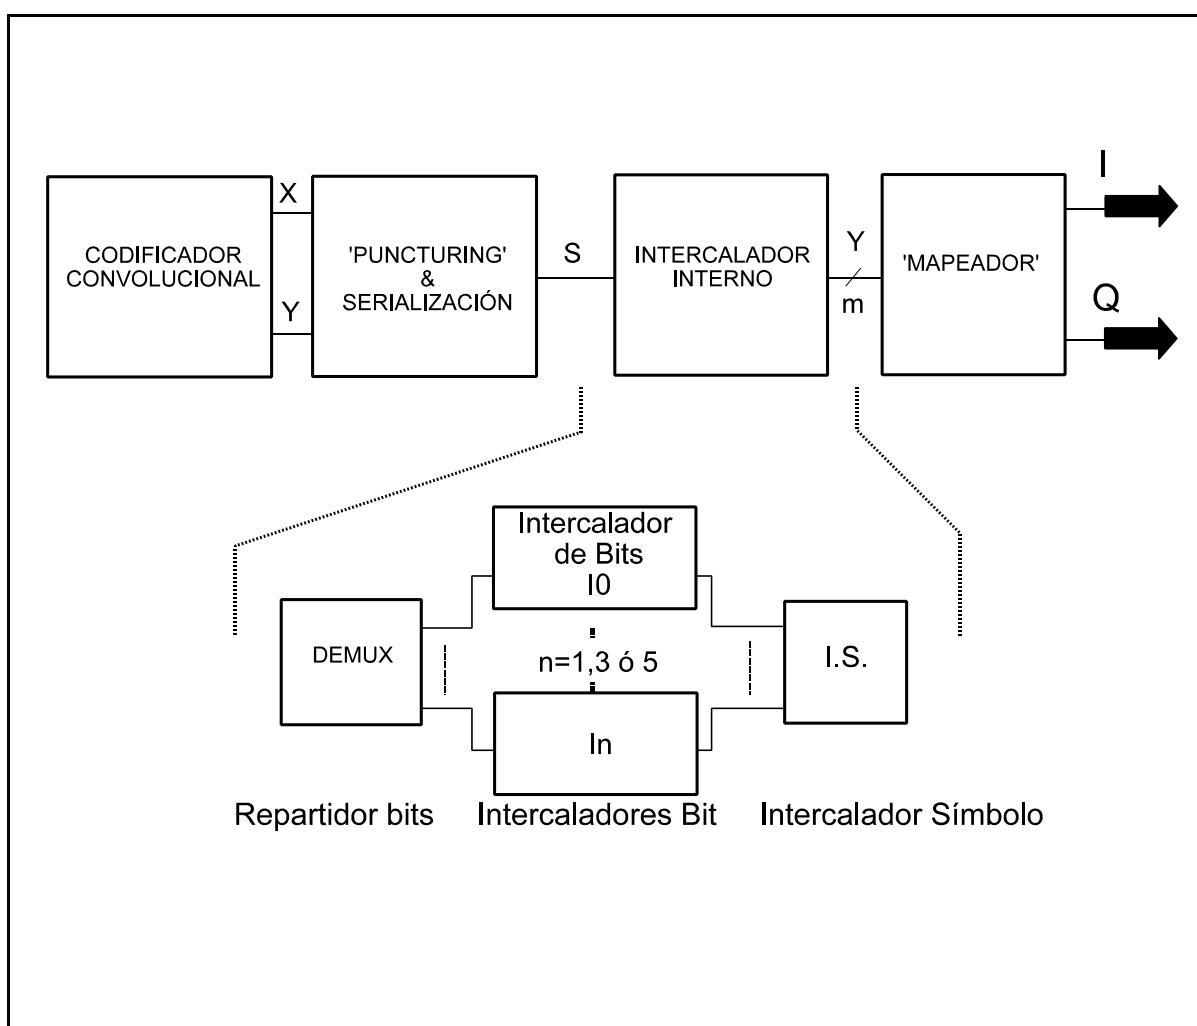 I
X
Y
CODIFICADOR
CONVOLUCIONAL
'PUNCTURING'
&
SERIALIZACIÓN
S
INTERCALADOR
INTERNO
Y
m
'MAPEADOR'
Q
Intercalador
de Bits
I0
DEMUX
n=1,3 ó 5
I.S.
In
Repartidor bits
Intercaladores Bit
Intercalador Símbolo